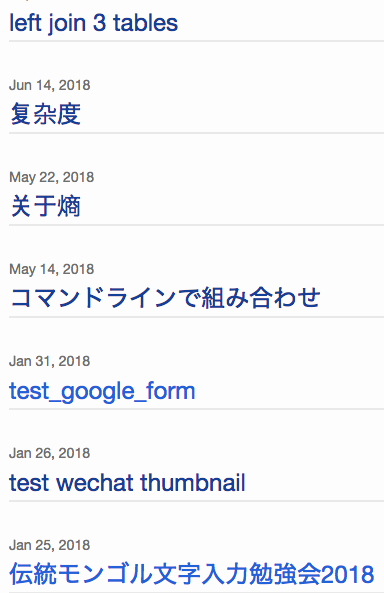 left join 3 tables
Jun 14, 2018
复杂度
May 22, 2018
关于熵
May 14, 2018
コマンドラインで組み合わせ
Jan 31, 2018
test_google_form
Jan 26, 2018
test wechat thumbnail
Jan 25, 2018
伝統モンゴル文字入力勉強会2018